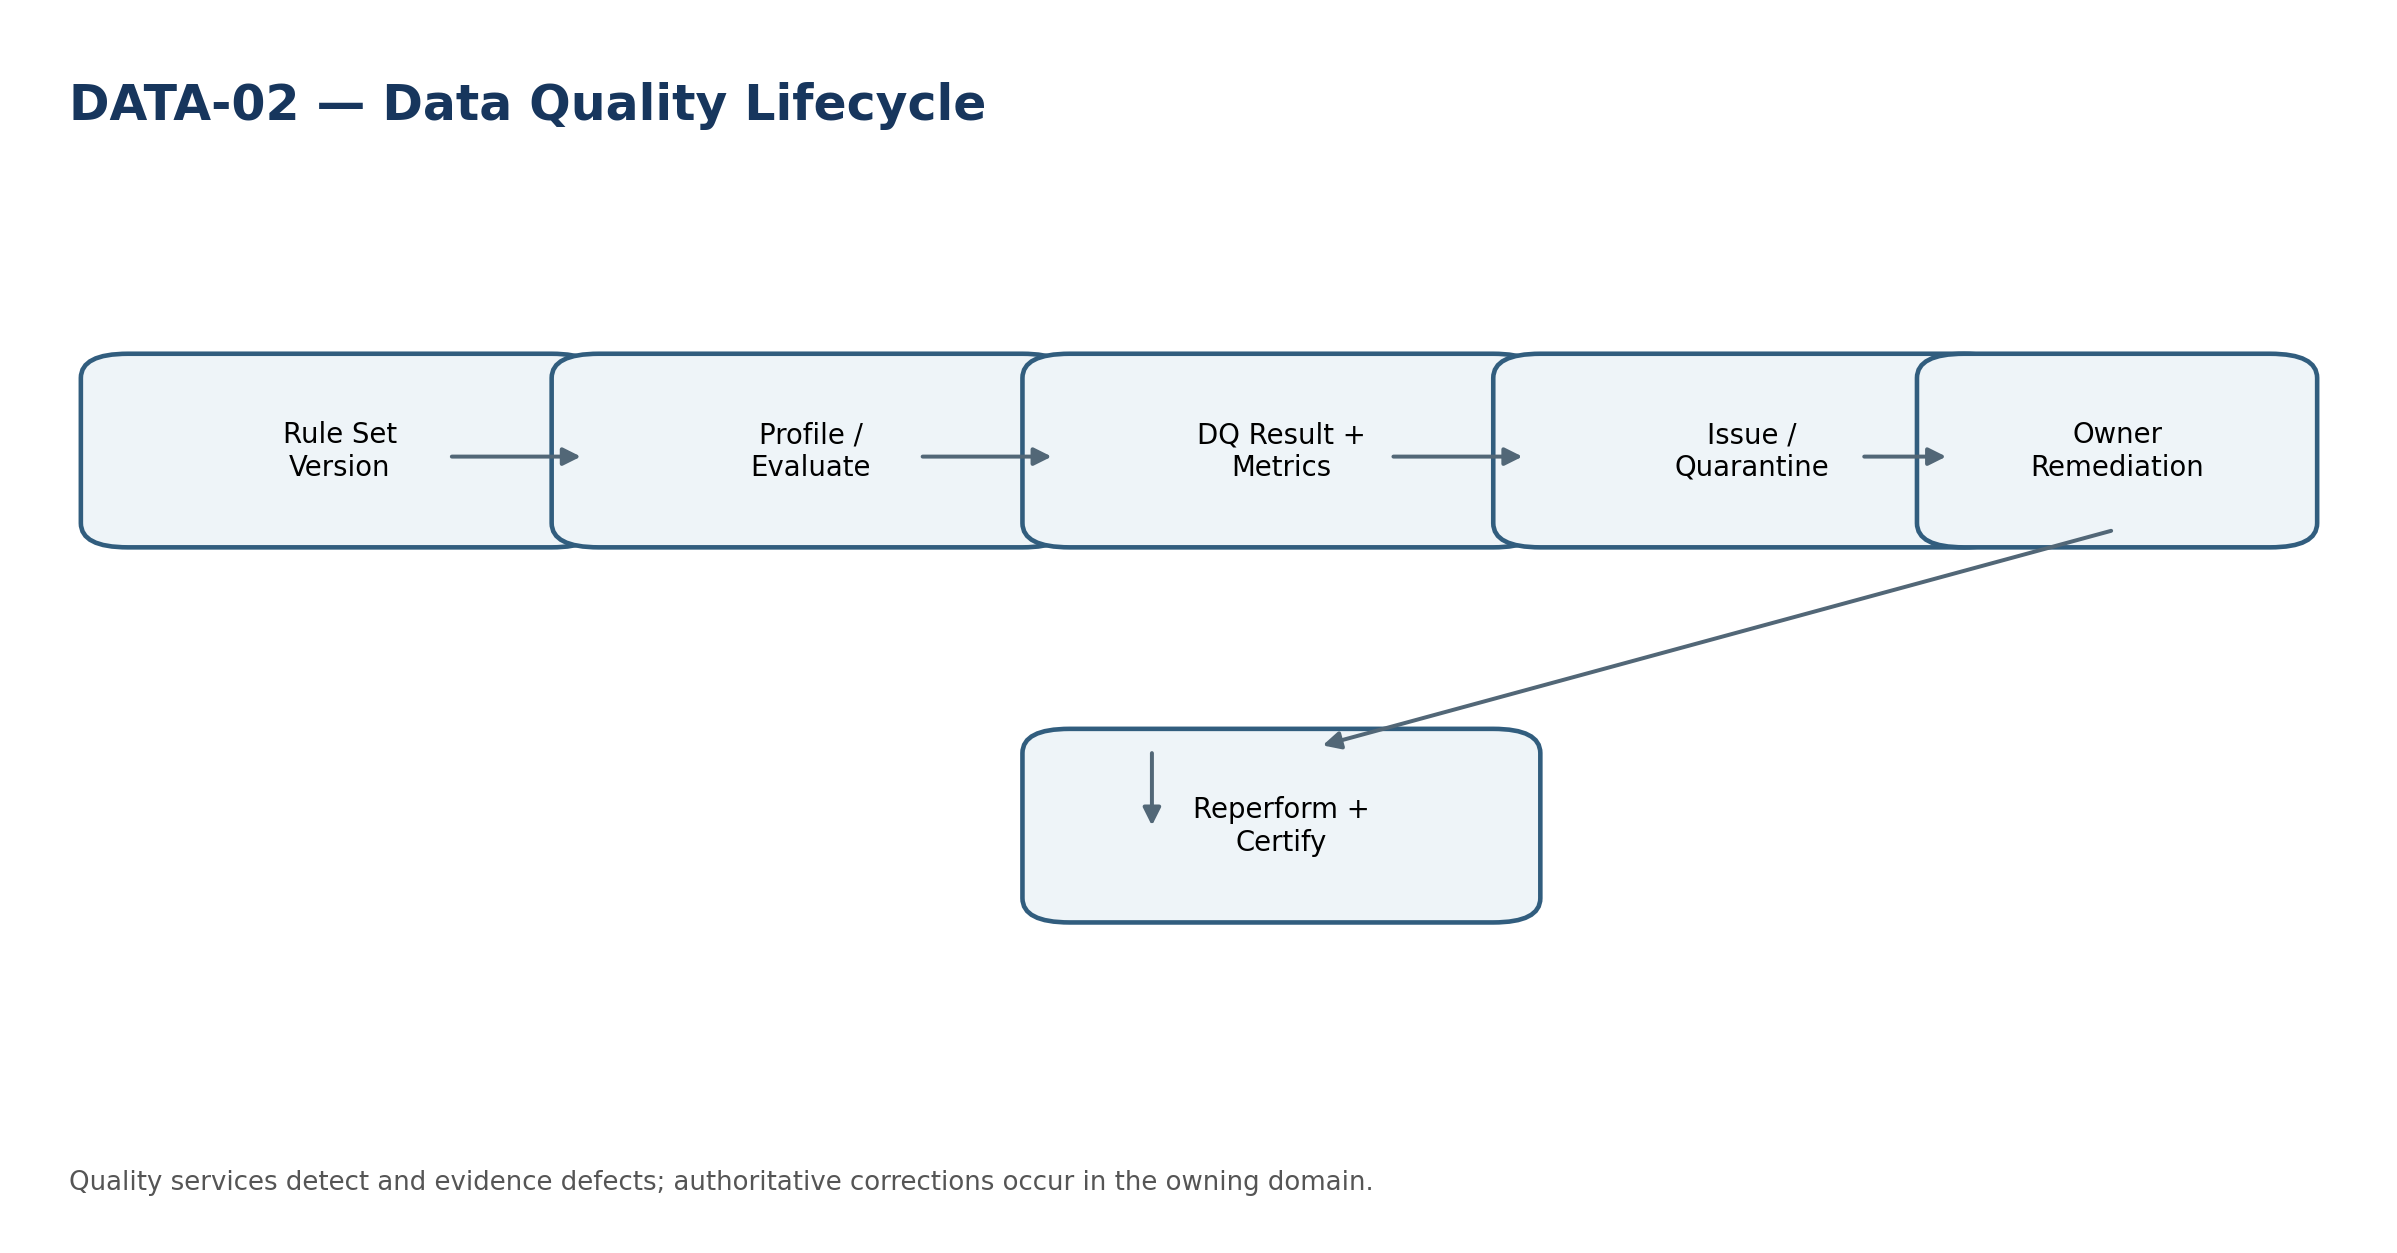 DATA-02 — Data Quality Lifecycle
Rule Set
Version
Profile /
Evaluate
DQ Result +
Metrics
Issue /
Quarantine
Owner
Remediation
Reperform +
Certify
Quality services detect and evidence defects; authoritative corrections occur in the owning domain.